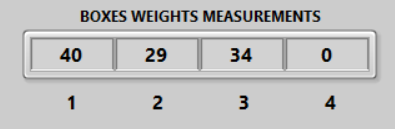 BOXES WEIGHTS MEASUREMENTS
40 29 34 0
1 2 3 4